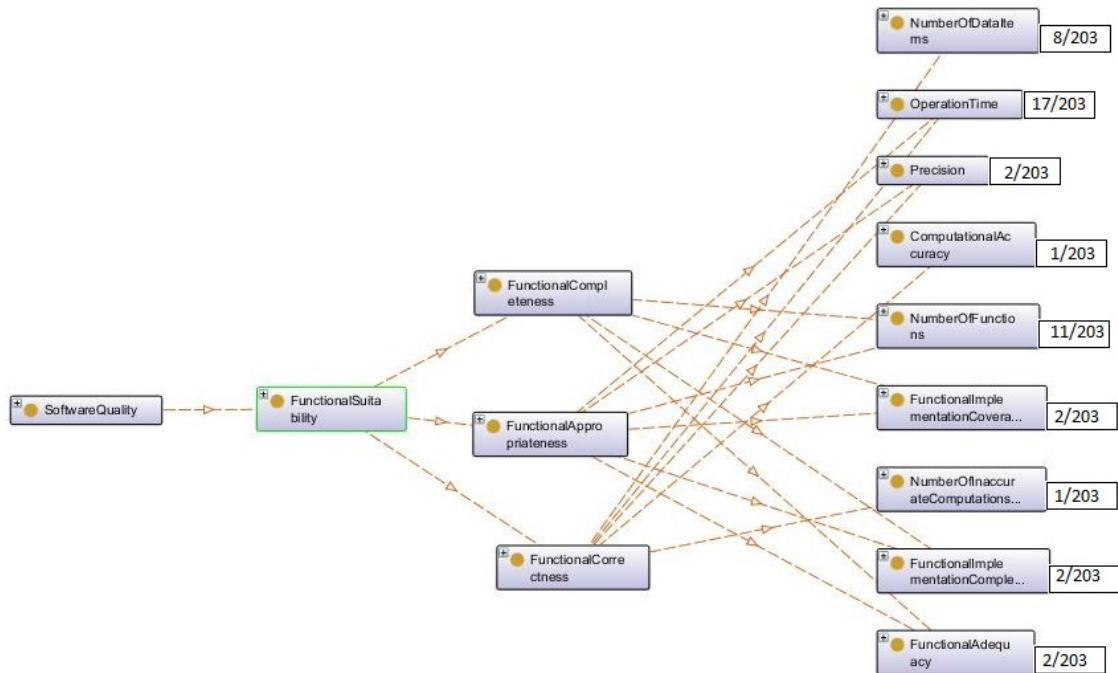 NumberOfDataIte
ms
8/203
OperationTime
17/203
Precision
2/203
ComputationalAc
curacy
1/203
FunctionalCompl
eteness
NumberOfFunctio
ns
11/203
SoftwareQuality
FunctionalSuita
bility
FunctionalAppro
priateness
FunctionalImple
mentationCovera...
2/203
NumberOfInaccur
ateComputations...
1/203
FunctionalCorre
ctness
FunctionalImple
mentationComple...
2/203
FunctionalAdequ
acy
2/203